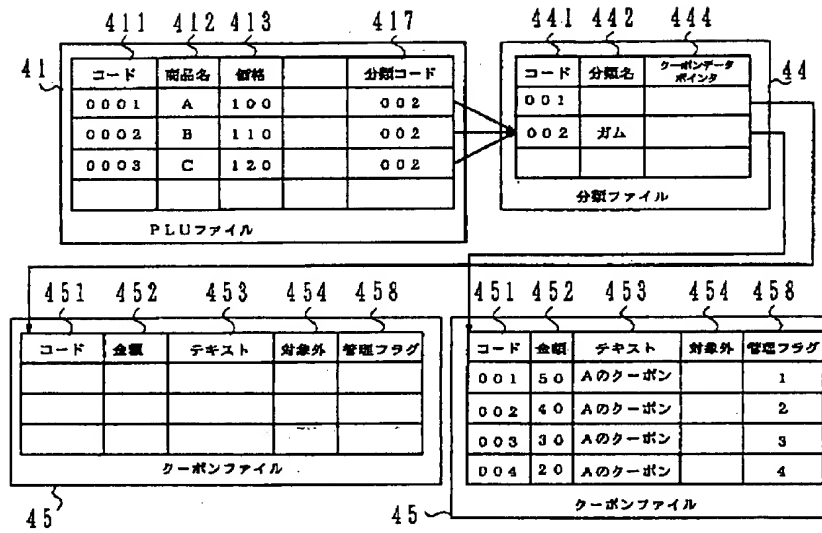 411 412 413 417 441 442 444
41 44
コード 商品名 価格 分類コード
0001 A 100 002
0002 B 110 002
0003 C 120 002
PLUファイル
コード 分類名 クーポンデータポインタ
001
002 ガム
分類ファイル
451 452 453 454 458
コード 金額 テキスト 対象外 管理フラグ
クーポンファイル
45
451 452 453 454 458
コード 金額 テキスト 対象外 管理フラグ
001 50 Aのクーポン 1
002 40 Aのクーポン 2
003 30 Aのクーポン 3
004 20 Aのクーポン 4
クーポンファイル
45